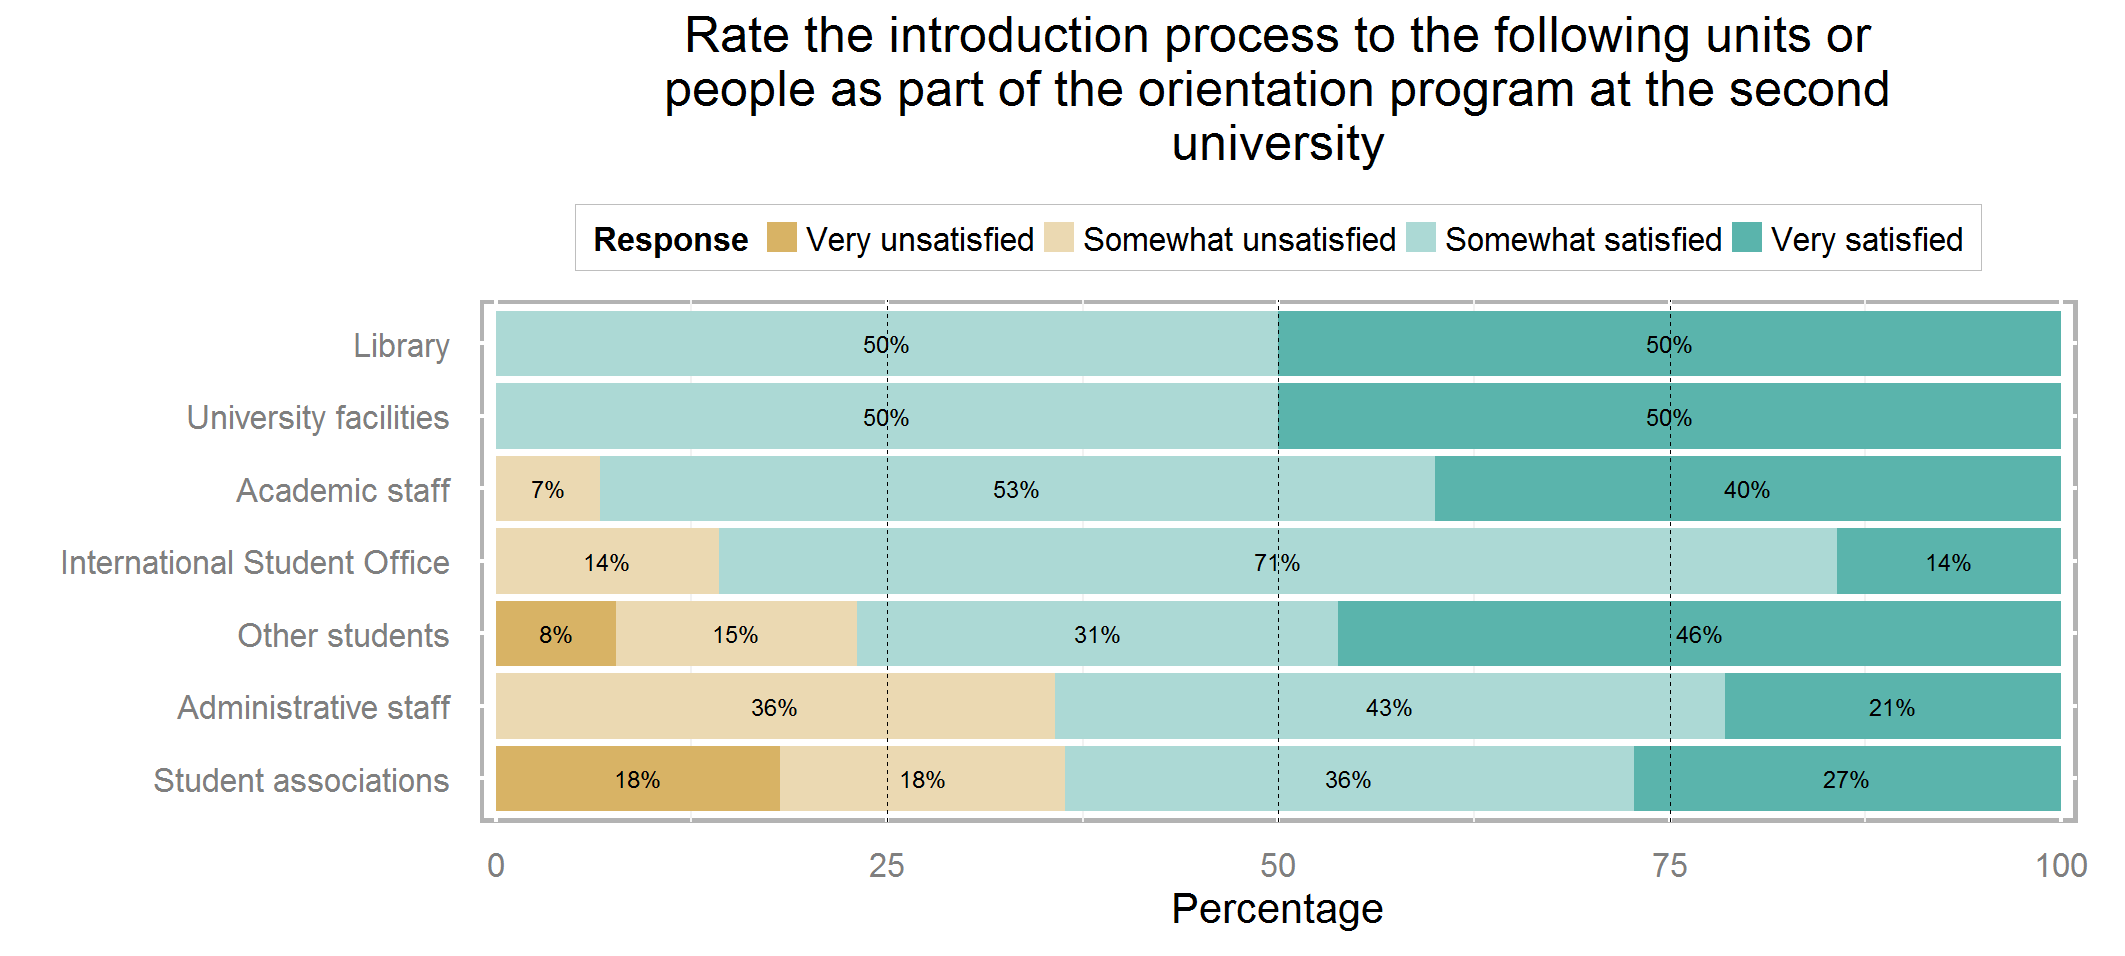 Rate the introduction process to the following units or
people as part of the orientation program at the second
university
Response Very unsatisfied Somewhat unsatisfied Somewhat satisfied Very satisfied
Library 50% 50%
University facilities 50% 50%
Academic staff 7% 53% 40%
International Student Office 14% 71% 14%
Other students 8% 15% 31% 46%
Administrative staff 36% 43% 21%
Student associations 18% 18% 36% 27%
0 25 50 75 100
Percentage